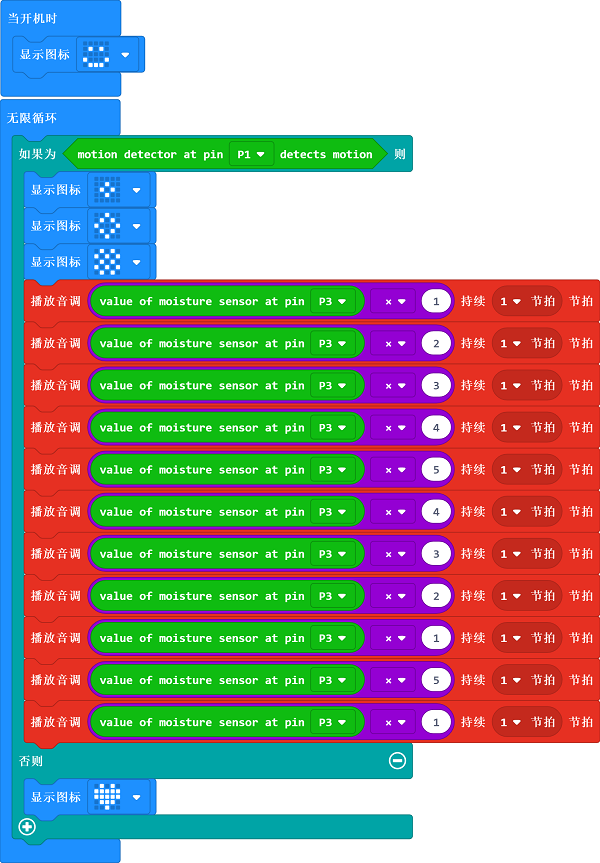 当开机时
显示图标
无限循环
如果为 motion detector at pin P1 detects motion 则
显示图标
显示图标
显示图标
播放音调 value of moisture sensor at pin P3 × 1 持续 1 节拍 节拍
播放音调 value of moisture sensor at pin P3 × 2 持续 1 节拍 节拍
播放音调 value of moisture sensor at pin P3 × 3 持续 1 节拍 节拍
播放音调 value of moisture sensor at pin P3 × 4 持续 1 节拍 节拍
播放音调 value of moisture sensor at pin P3 × 5 持续 1 节拍 节拍
播放音调 value of moisture sensor at pin P3 × 4 持续 1 节拍 节拍
播放音调 value of moisture sensor at pin P3 × 3 持续 1 节拍 节拍
播放音调 value of moisture sensor at pin P3 × 2 持续 1 节拍 节拍
播放音调 value of moisture sensor at pin P3 × 1 持续 1 节拍 节拍
播放音调 value of moisture sensor at pin P3 × 5 持续 1 节拍 节拍
播放音调 value of moisture sensor at pin P3 × 1 持续 1 节拍 节拍
否则
显示图标